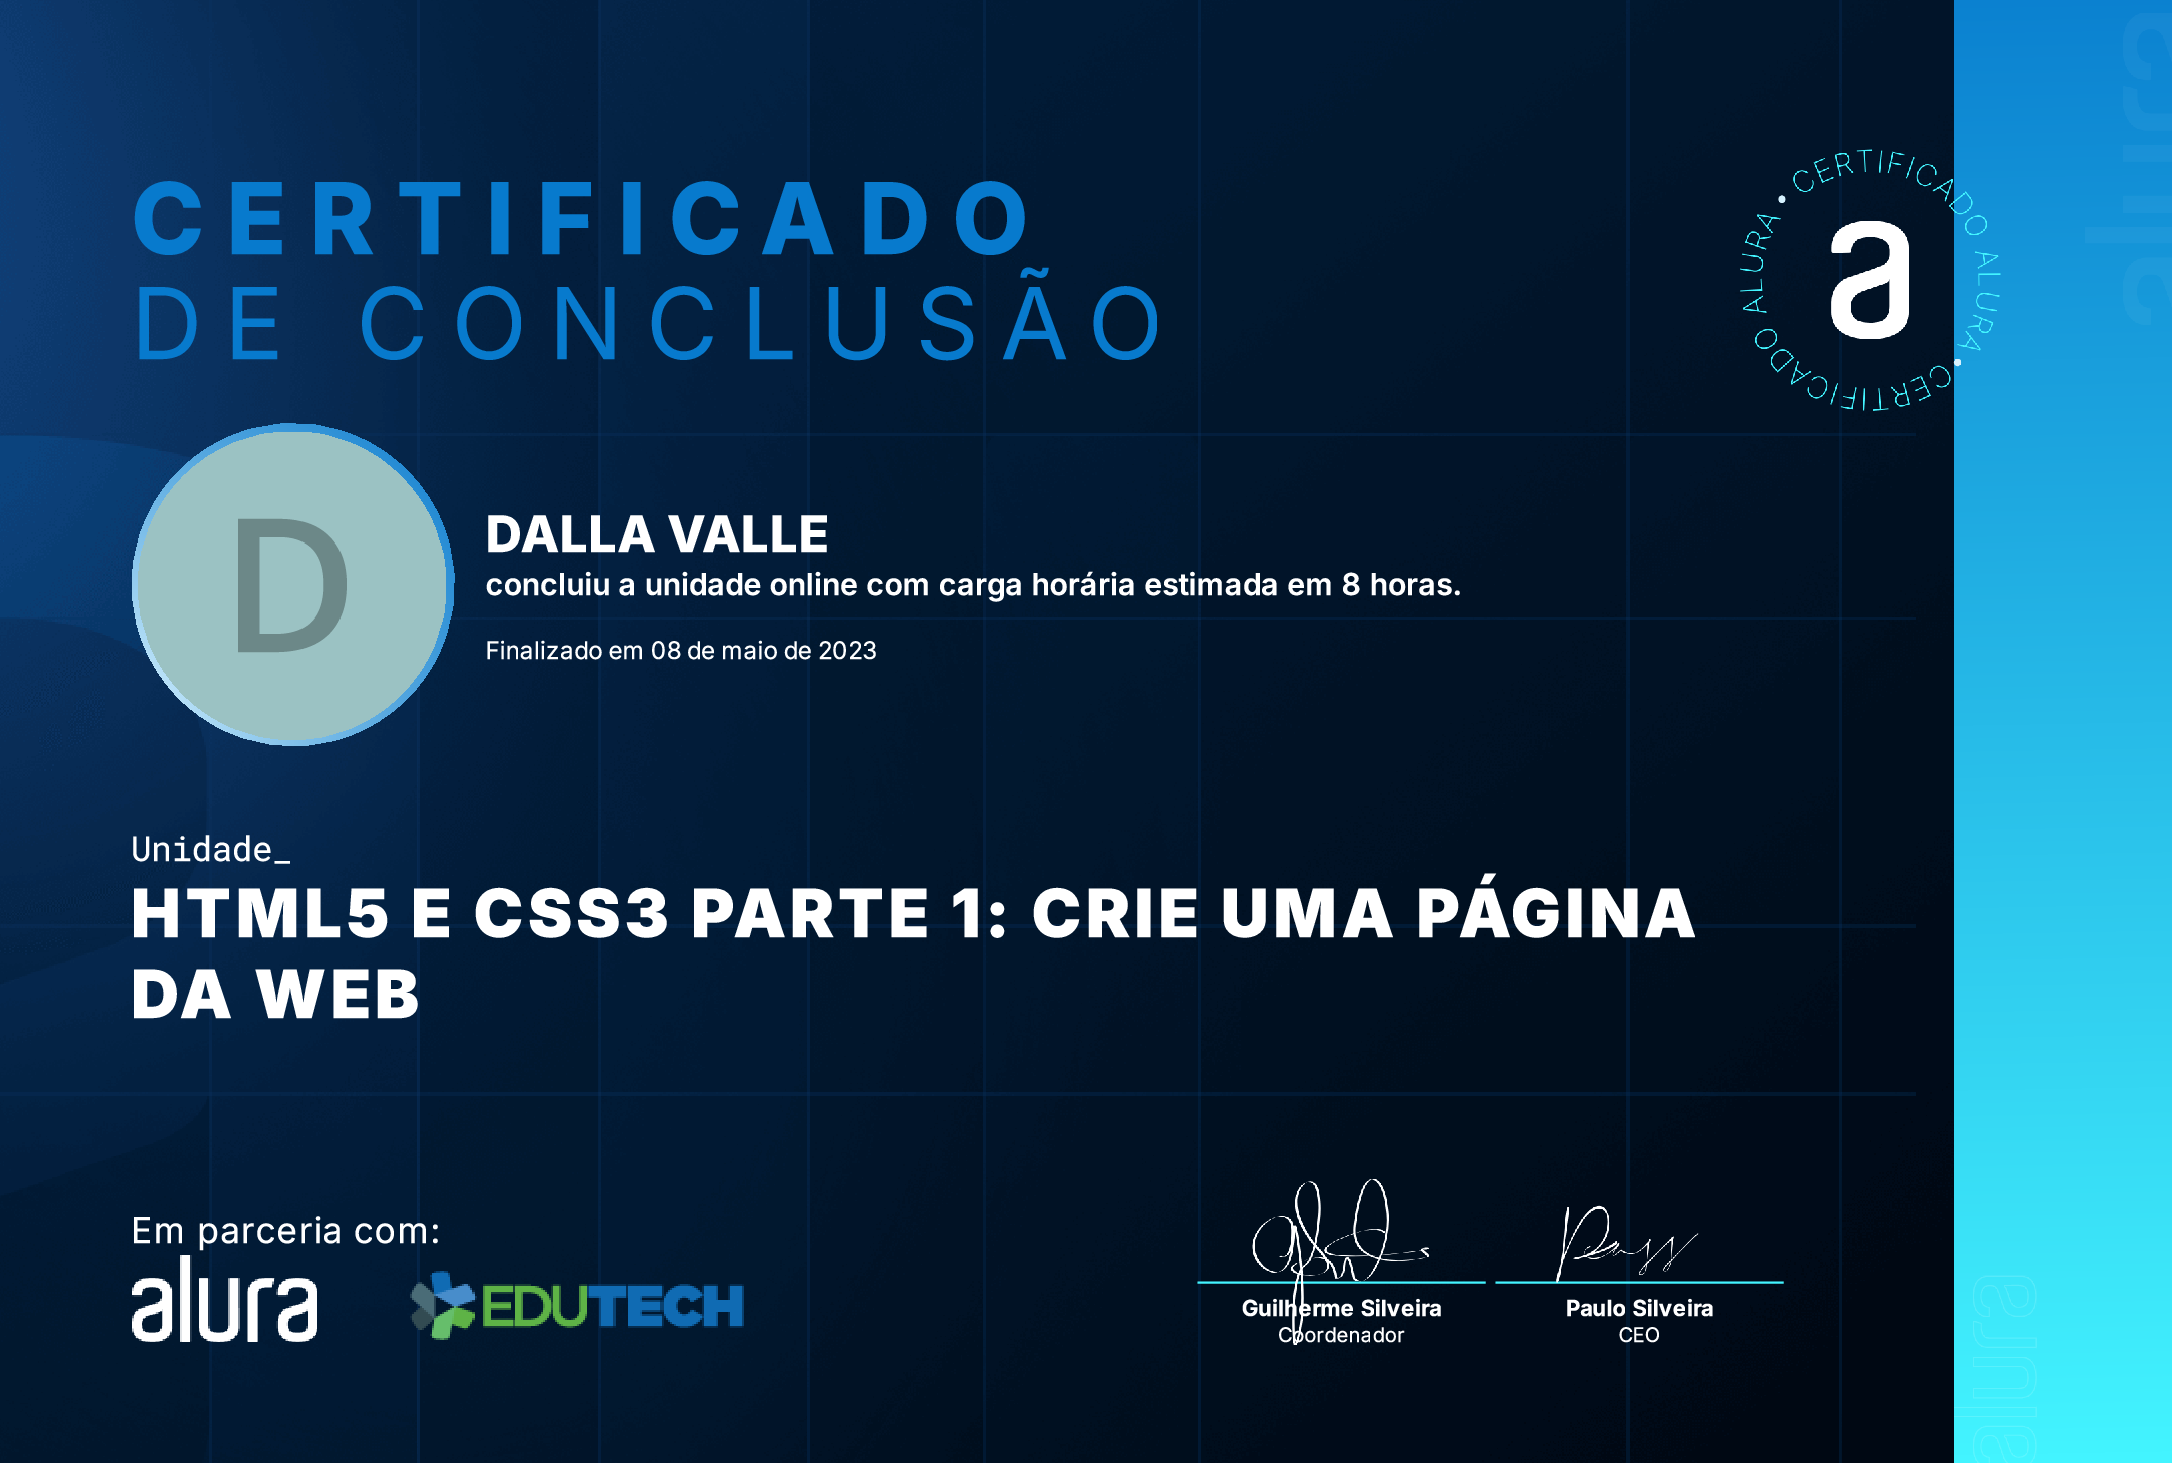 CERTIFICADO
DE CONCLUSÃO
• CERTIFICADO ALURA • CERTIFICADO ALURA
a
alura
D
DALLA VALLE
concluiu a unidade online com carga horária estimada em 8 horas.
Finalizado em 08 de maio de 2023
Unidade_
HTML5 E CSS3 PARTE 1: CRIE UMA PÁGINA
DA WEB
Em parceria com:
alura
EDUTECH
Guilherme Silveira
Coordenador
Paulo Silveira
CEO
alura